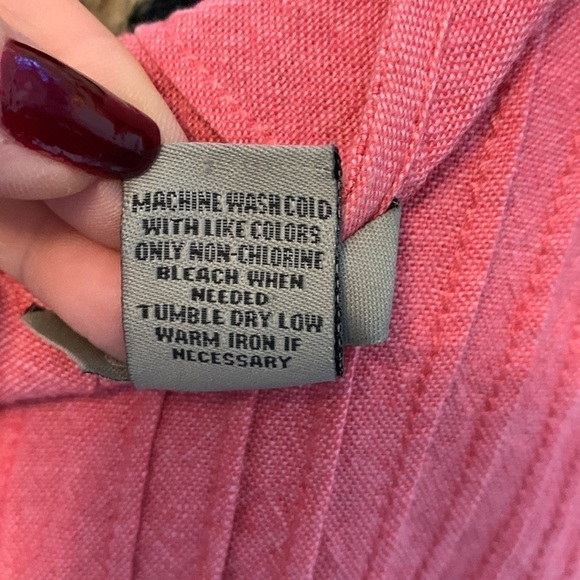 MACHINE WASH COLD
WITH LIKE COLORS
ONLY NON-CHLORINE
BLEACH WHEN
NEEDED
TUMBLE DRY LOW
WARM IRON IF
NECESSARY